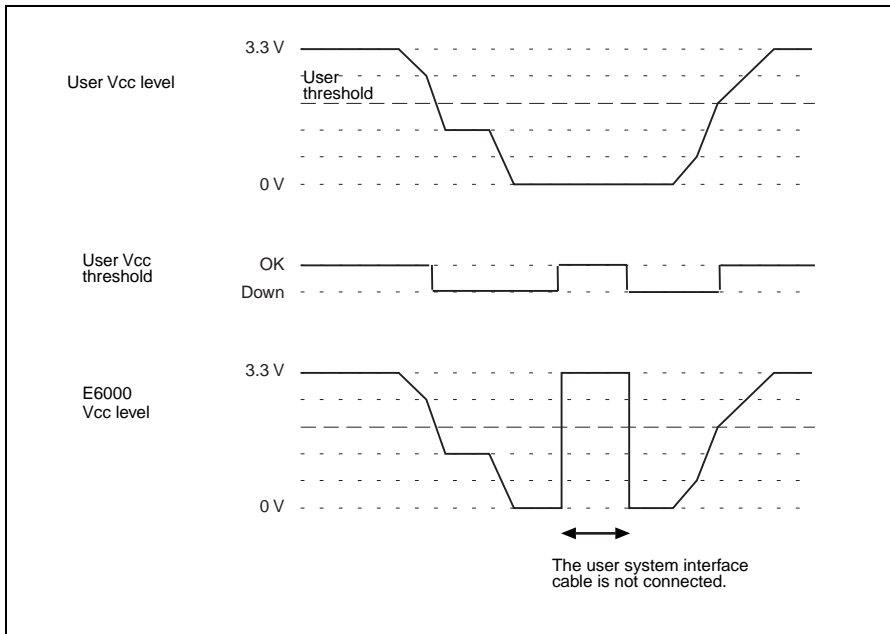 3.3 V
User Vcc level
User
threshold
0 V
User Vcc
threshold
OK
Down
3.3 V
E6000
Vcc level
0 V
The user system interface
cable is not connected.